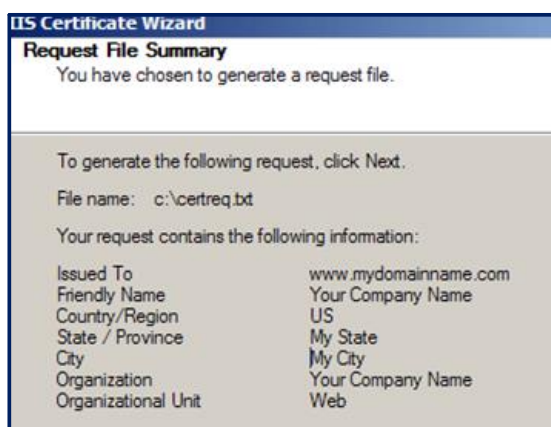 IIS Certificate Wizard
Request File Summary
You have chosen to generate a request file.
To generate the following request, click Next.
File name: c:\certreq.txt
Your request contains the following information:
Issued To www.mydomainname.com
Friendly Name Your Company Name
Country/Region US
State / Province My State
City My City
Organization Your Company Name
Organizational Unit Web